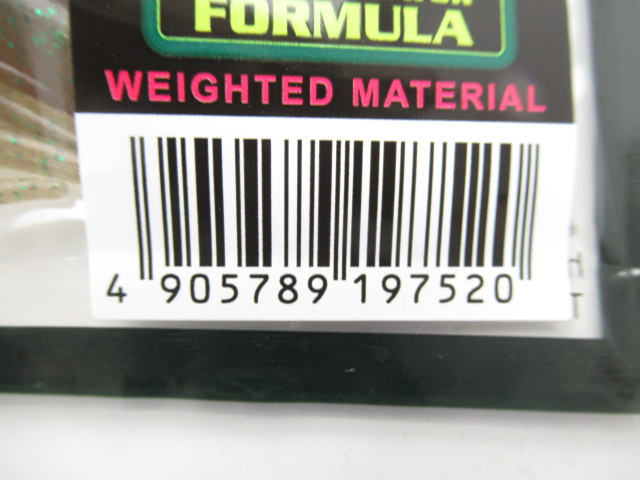 FORMULA
WEIGHTED MATERIAL
4 905789 197520